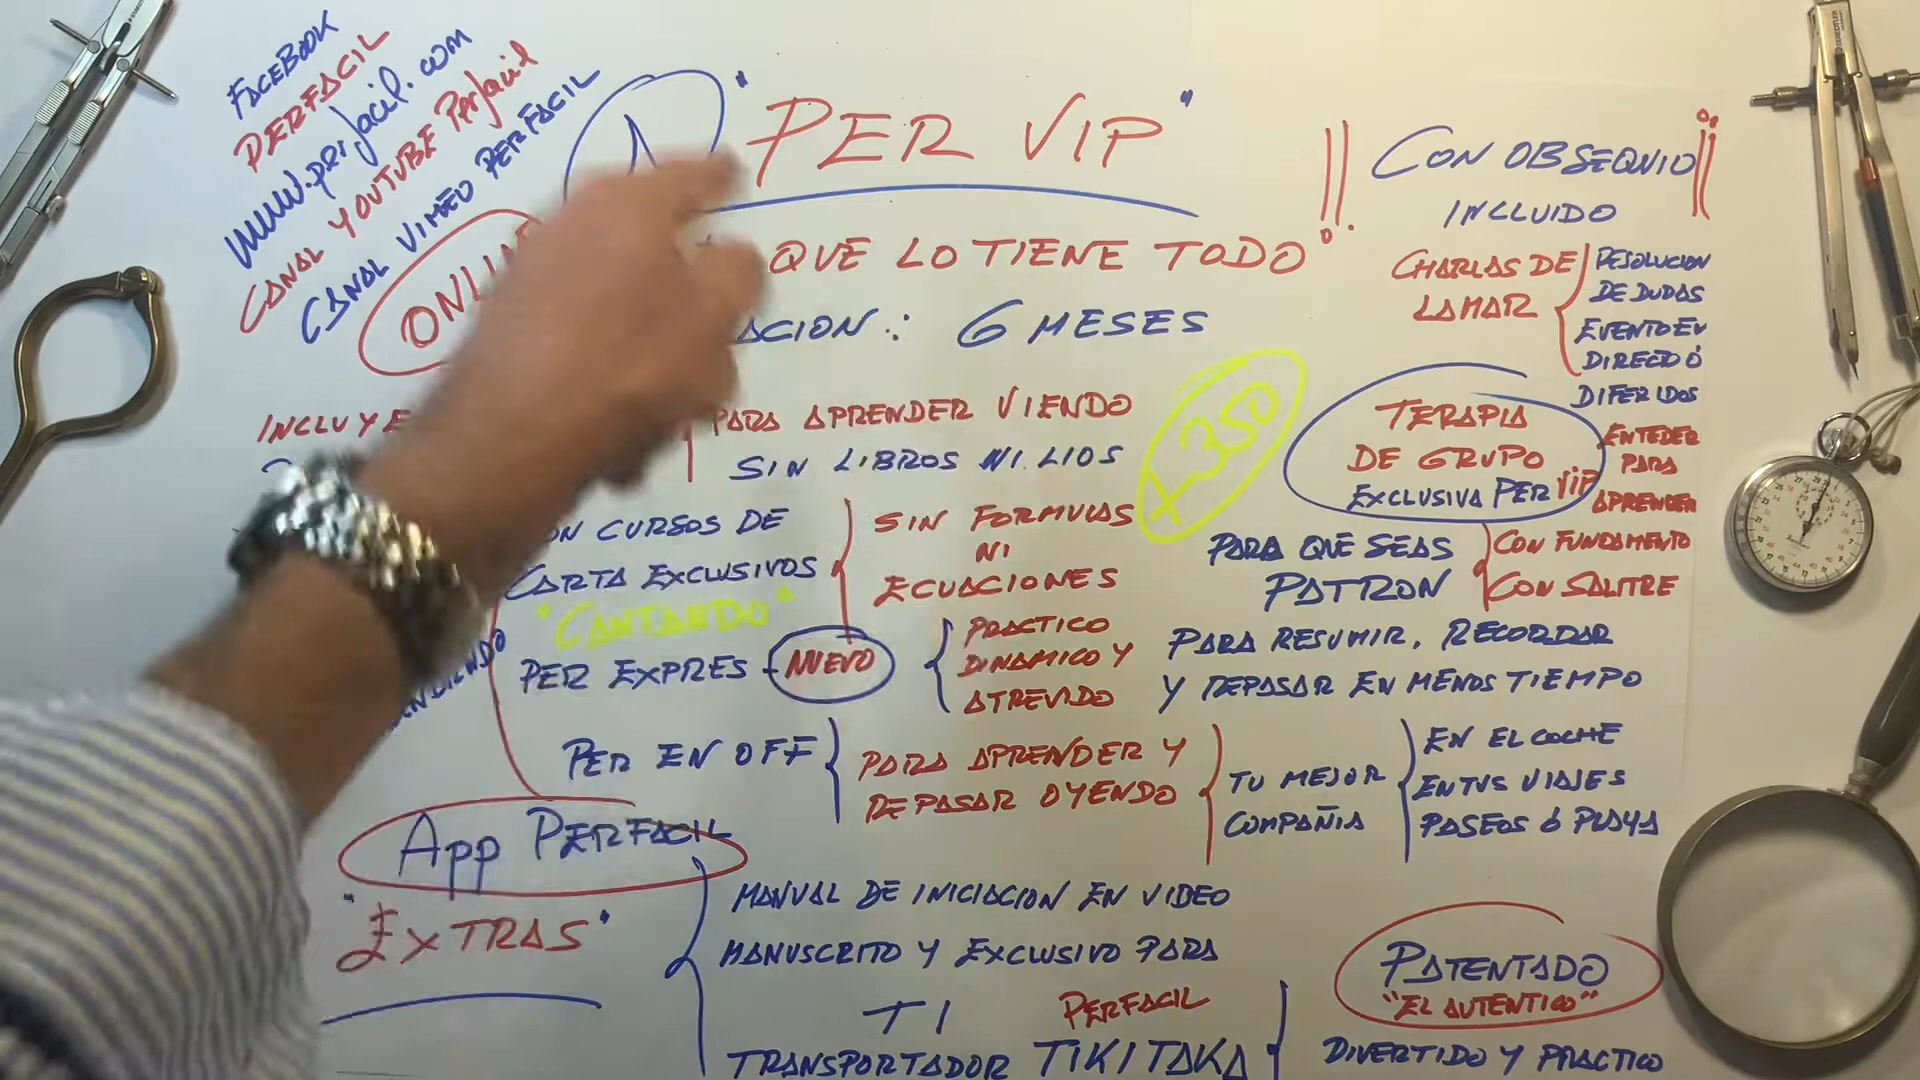 FACEBOOK
PERFACIL
www.perfacil.com
CANAL YOUTUBE Perfacil
CANAL VIMEO PERFACIL
A
"PER VIP"
ONLINE
QUE LO TIENE TODO
ACION: 6 MESES
INCLUYE
PARA APRENDER VIENDO
SIN LIBROS NI LIOS
+350
CON CURSOS DE
CARTA EXCLUSIVOS
"CANTANDO"
SIN FORMULAS
NI
ECUACIONES
PER EXPRES - NUEVO
PRACTICO
DINAMICO Y
ATREVIDO
PARA RESUMIR, RECORDAR
Y REPASAR EN MENOS TIEMPO
PER EN OFF
PARA APRENDER Y
REPASAR OYENDO
TU MEJOR
COMPAÑIA
EN EL COCHE
EN TUS VIAJES
PASEOS Ó PLAYA
!! CON OBSEQUIO !!
INCLUIDO
CHARLAS DE
LA MAR
RESOLUCION
DE DUDAS
EVENTO EN
DIRECTO Ó
DIFERIDOS
TERAPIA
DE GRUPO
EXCLUSIVA PER VIP
ENTEDER
PARA
APRENDER
PARA QUE SEAS
PATRON
CON FUNDAMENTO
CON SALITRE
App PERFACIL
"EXTRAS"
MANUAL DE INICIACION EN VIDEO
MANUSCRITO Y EXCLUSIVO PARA
TI
PERFACIL
TRANSPORTADOR TIKITAKA
PATENTADO
"EL AUTENTICO"
DIVERTIDO Y PRACTICO